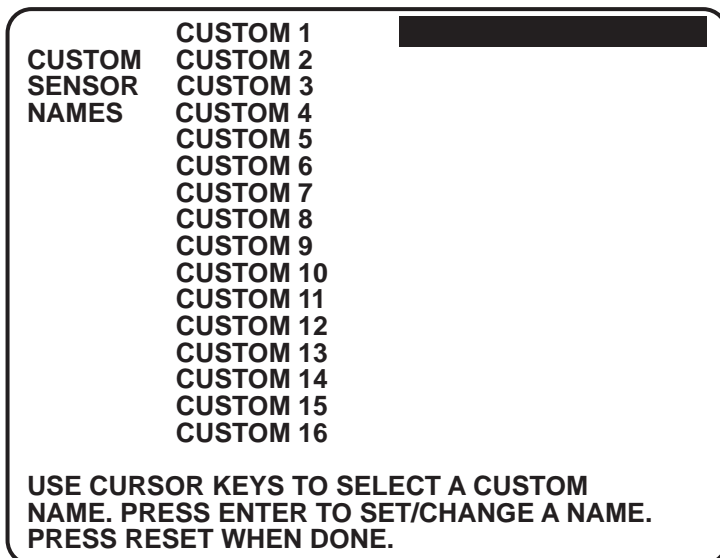 CUSTOM 1
CUSTOM CUSTOM 2
SENSOR CUSTOM 3
NAMES CUSTOM 4
CUSTOM 5
CUSTOM 6
CUSTOM 7
CUSTOM 8
CUSTOM 9
CUSTOM 10
CUSTOM 11
CUSTOM 12
CUSTOM 13
CUSTOM 14
CUSTOM 15
CUSTOM 16
USE CURSOR KEYS TO SELECT A CUSTOM
NAME. PRESS ENTER TO SET/CHANGE A NAME.
PRESS RESET WHEN DONE.